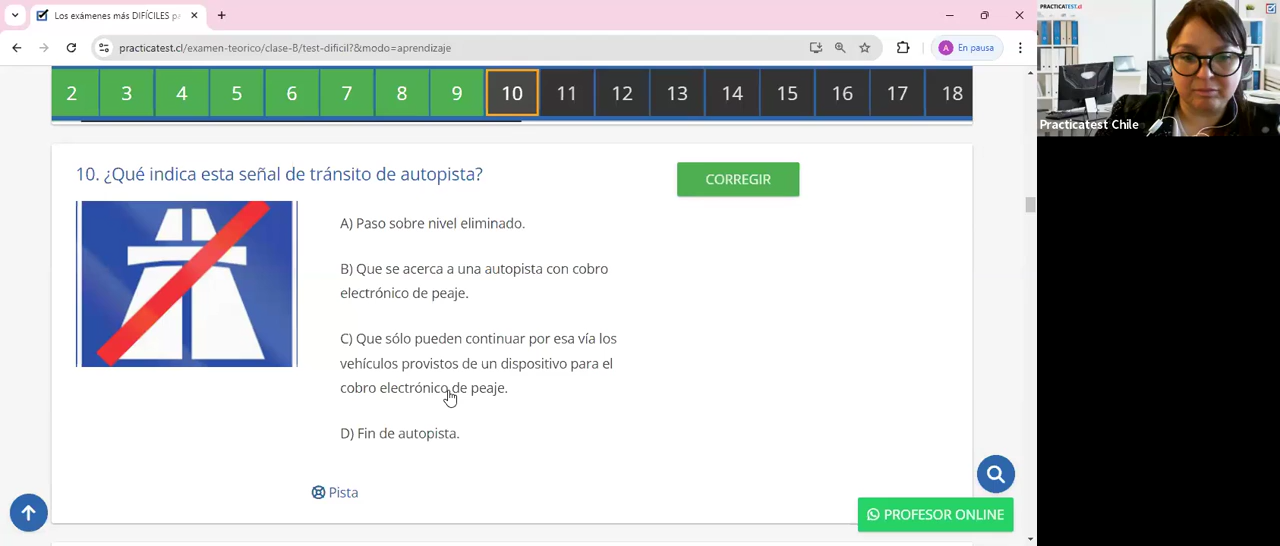 Los exámenes más DIFÍCILES pa
practicatest.cl/examen-teorico/clase-B/test-dificil?&modo=aprendizaje
A
En pausa
2 3 4 5 6 7 8 9 10 11 12 13 14 15 16 17 18
10. ¿Qué indica esta señal de tránsito de autopista?
CORREGIR
A) Paso sobre nivel eliminado.
B) Que se acerca a una autopista con cobro
electrónico de peaje.
C) Que sólo pueden continuar por esa vía los
vehículos provistos de un dispositivo para el
cobro electrónico de peaje.
D) Fin de autopista.
Pista
PROFESOR ONLINE
PRACTICATEST.cl
Practicatest Chile